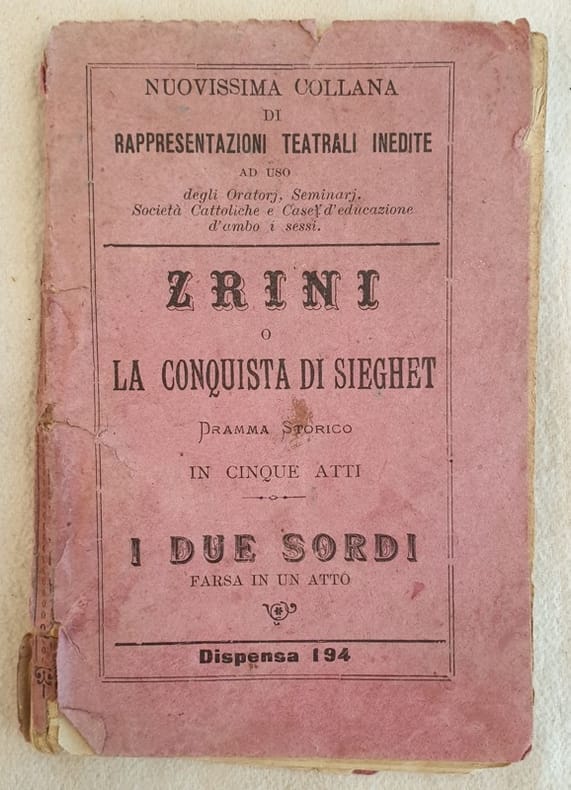 NUOVISSIMA COLLANA
DI
RAPPRESENTAZIONI TEATRALI INEDITE
AD USO
degli Oratorj, Seminarj.
Società Cattoliche e Case d'educazione
d'ambo i sessi.
ZRINI
O
LA CONQUISTA DI SIEGHET
DRAMMA STORICO
IN CINQUE ATTI
I DUE SORDI
FARSA IN UN ATTO
Dispensa 194